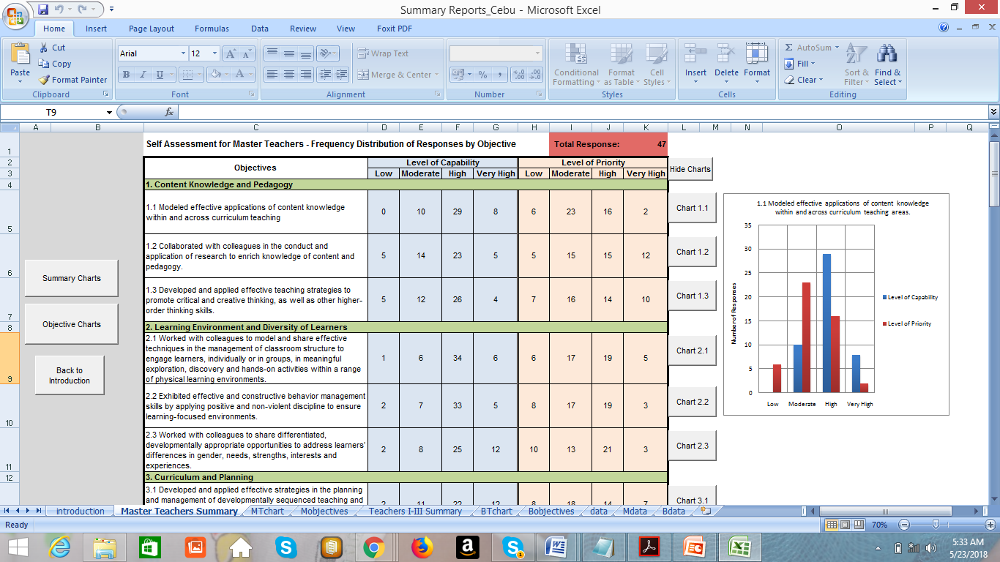 Summary Reports_Cebu - Microsoft Excel
Home Insert Page Layout Formulas Data Review View Foxit PDF
Paste
Cut
Copy
Format Painter
Clipboard
Arial 12
B I U
Font
Wrap Text
Merge & Center
Alignment
% ,
Number
Conditional Formatting
Format as Table
Cell Styles
Styles
Insert Delete Format
Cells
Σ AutoSum
Fill
Clear
Sort & Filter
Find & Select
Editing
T9 fx
A B C D E F G H I J K L M N O P Q
1 Self Assessment for Master Teachers - Frequency Distribution of Responses by Objective Total Response: 47
2 Objectives Level of Capability Level of Priority
3 Low Moderate High Very High Low Moderate High Very High
Hide Charts
4 1. Content Knowledge and Pedagogy
1.1 Modeled effective applications of content knowledge
within and across curriculum teaching
5 0 10 29 8 6 23 16 2 Chart 1.1
1.2 Collaborated with colleagues in the conduct and
application of research to enrich knowledge of content and
pedagogy.
6 5 14 23 5 5 15 15 12 Chart 1.2
1.3 Developed and applied effective teaching strategies to
promote critical and creative thinking, as well as other higher-
order thinking skills.
7 5 12 26 4 7 16 14 10 Chart 1.3
8 2. Learning Environment and Diversity of Learners
2.1 Worked with colleagues to model and share effective
techniques in the management of classroom structure to
engage learners, individually or in groups, in meaningful
exploration, discovery and hands-on activities within a range
of physical learning environments.
9 1 6 34 6 6 17 19 5 Chart 2.1
2.2 Exhibited effective and constructive behavior management
skills by applying positive and non-violent discipline to ensure
learning-focused environments.
10 2 7 33 5 8 17 19 3 Chart 2.2
2.3 Worked with colleagues to share differentiated,
developmentally appropriate opportunities to address learners'
differences in gender, needs, strengths, interests and
experiences.
11 2 8 25 12 10 13 21 3 Chart 2.3
12 3. Curriculum and Planning
3.1 Developed and applied effective strategies in the planning
and management of developmentally sequenced teaching and
Chart 3.1
Summary Charts
Objective Charts
Back to
Introduction
1.1 Modeled effective applications of content knowledge
within and across curriculum teaching areas.
Number of Responses
35
30
25
20
15
10
5
0
Low Moderate High Very High
Level of Capability
Level of Priority
introduction Master Teachers Summary MTchart Mobjectives Teachers I-III Summary BTchart Bobjectives data Mdata Bdata
Ready 70%
5:33 AM
5/23/2018